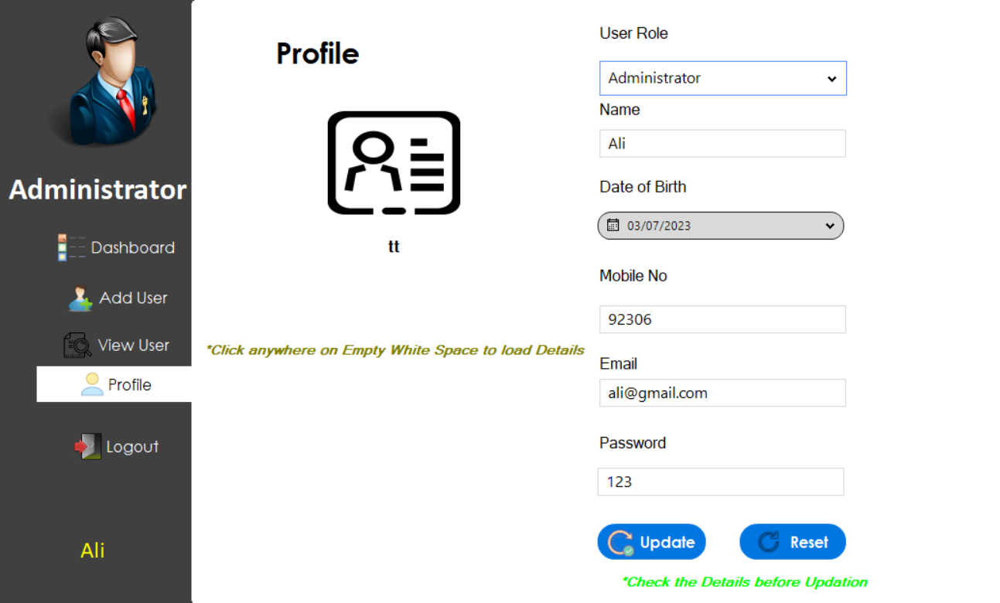 Administrator
Dashboard
Add User
View User
Profile
Logout
Ali
Profile
tt
*Click anywhere on Empty White Space to load Details
User Role
Administrator
Name
Ali
Date of Birth
03/07/2023
Mobile No
92306
Email
ali@gmail.com
Password
123
Update
Reset
*Check the Details before Updation